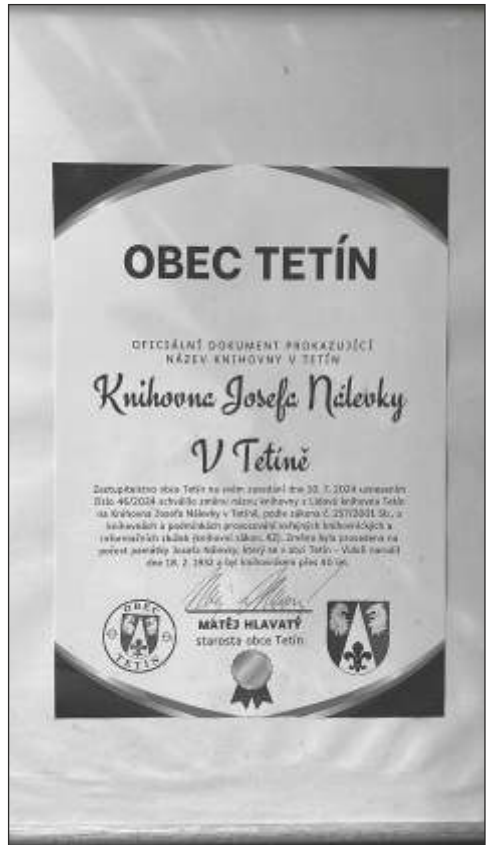 OBEC TETÍN
OFICIÁLNÍ DOKUMENT PROKAZUJÍCÍ
NÁZEV KNIHOVNY V TETÍN
Knihovna Josefa Nálevky
V Tetíně
Zastupitelstvo obce Tetín na svém zasedání dne 30. 7. 2024 usnesením
číslo 46/2024 schválilo změnu názvu knihovny z Lidová knihovna Tetín
na Knihovna Josefa Nálevky v Tetíně, podle zákona č. 257/2001 Sb., o
knihovnách a podmínkách provozování veřejných knihovnických a
informačních služeb (knihovní zákon, KZ). Změna byla provedena na
počest památky Josefa Nálevky, který se v obci Tetín – narodil
dne 18. 2. 1932 a byl knihovníkem přes 60 let.
MATĚJ HLAVATÝ
starosta obce Tetín
OBEC
TETÍN